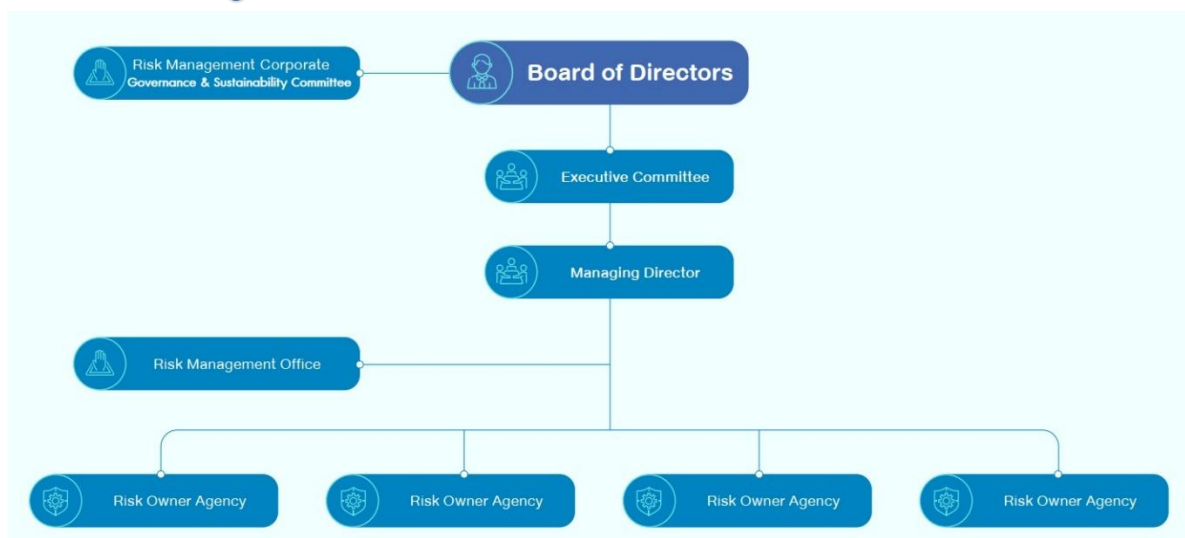 Risk Management Corporate
Governance & Sustainability Committee
Board of Directors
Executive Committee
Managing Director
Risk Management Office
Risk Owner Agency
Risk Owner Agency
Risk Owner Agency
Risk Owner Agency